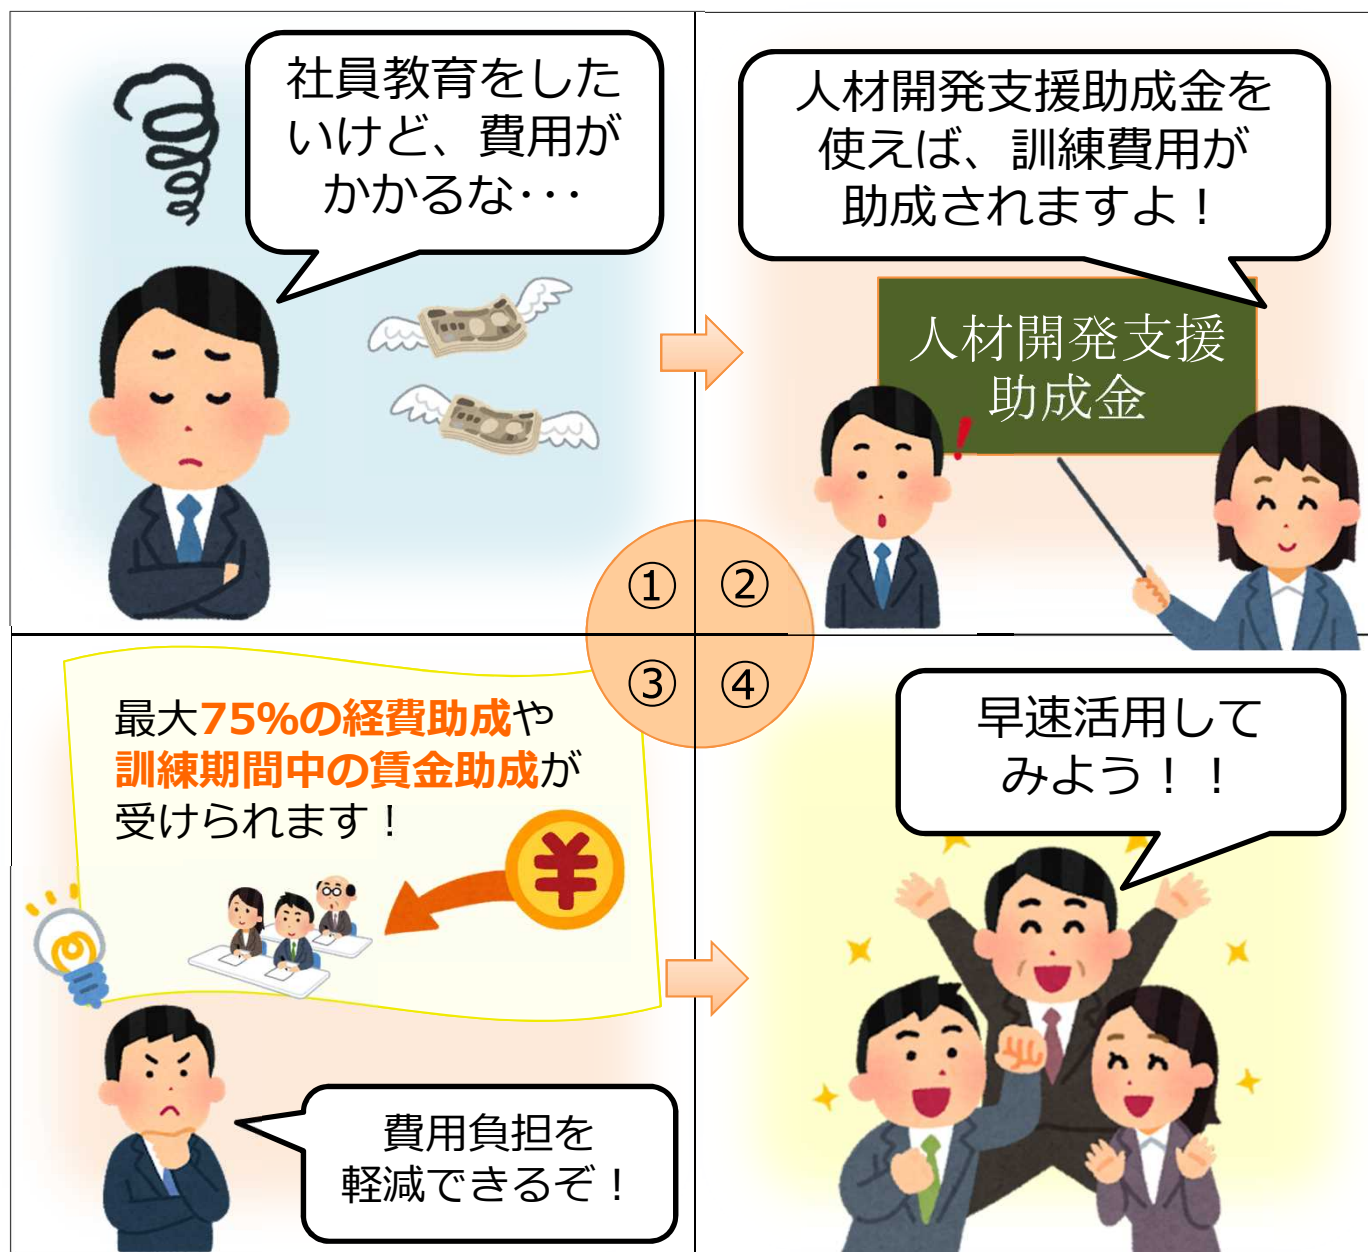 社員教育をした
いけど、費用が
かかるな･･･
人材開発支援助成金を
使えば、訓練費用が
助成されますよ！
人材開発支援
助成金
！
①
②
最大75%の経費助成や
訓練期間中の賃金助成が
受けられます！
¥
費用負担を
軽減できるぞ！
③
④
早速活用して
みよう！！